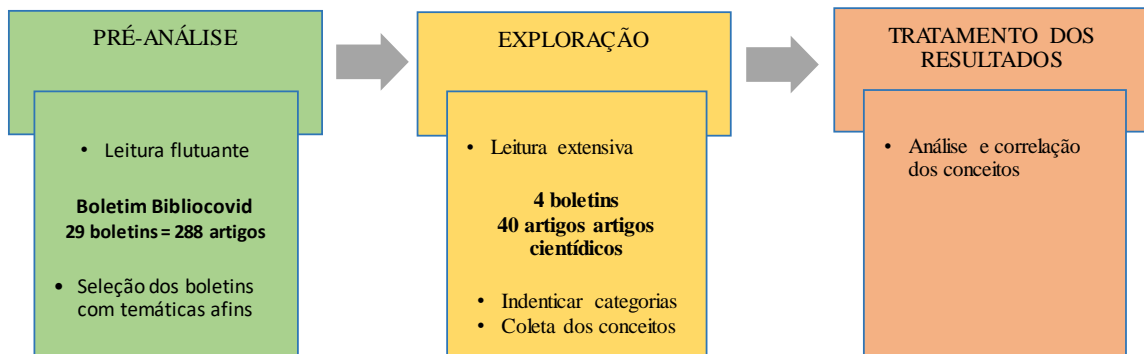 PRÉ-ANÁLISE
• Leitura flutuante
Boletim Bibliocovid
29 boletins = 288 artigos
• Seleção dos boletins
com temáticas afins
EXPLORAÇÃO
• Leitura extensiva
4 boletins
40 artigos artigos
cientídicos
• Indenticar categorias
• Coleta dos conceitos
TRATAMENTO DOS
RESULTADOS
• Análise e correlação
dos conceitos